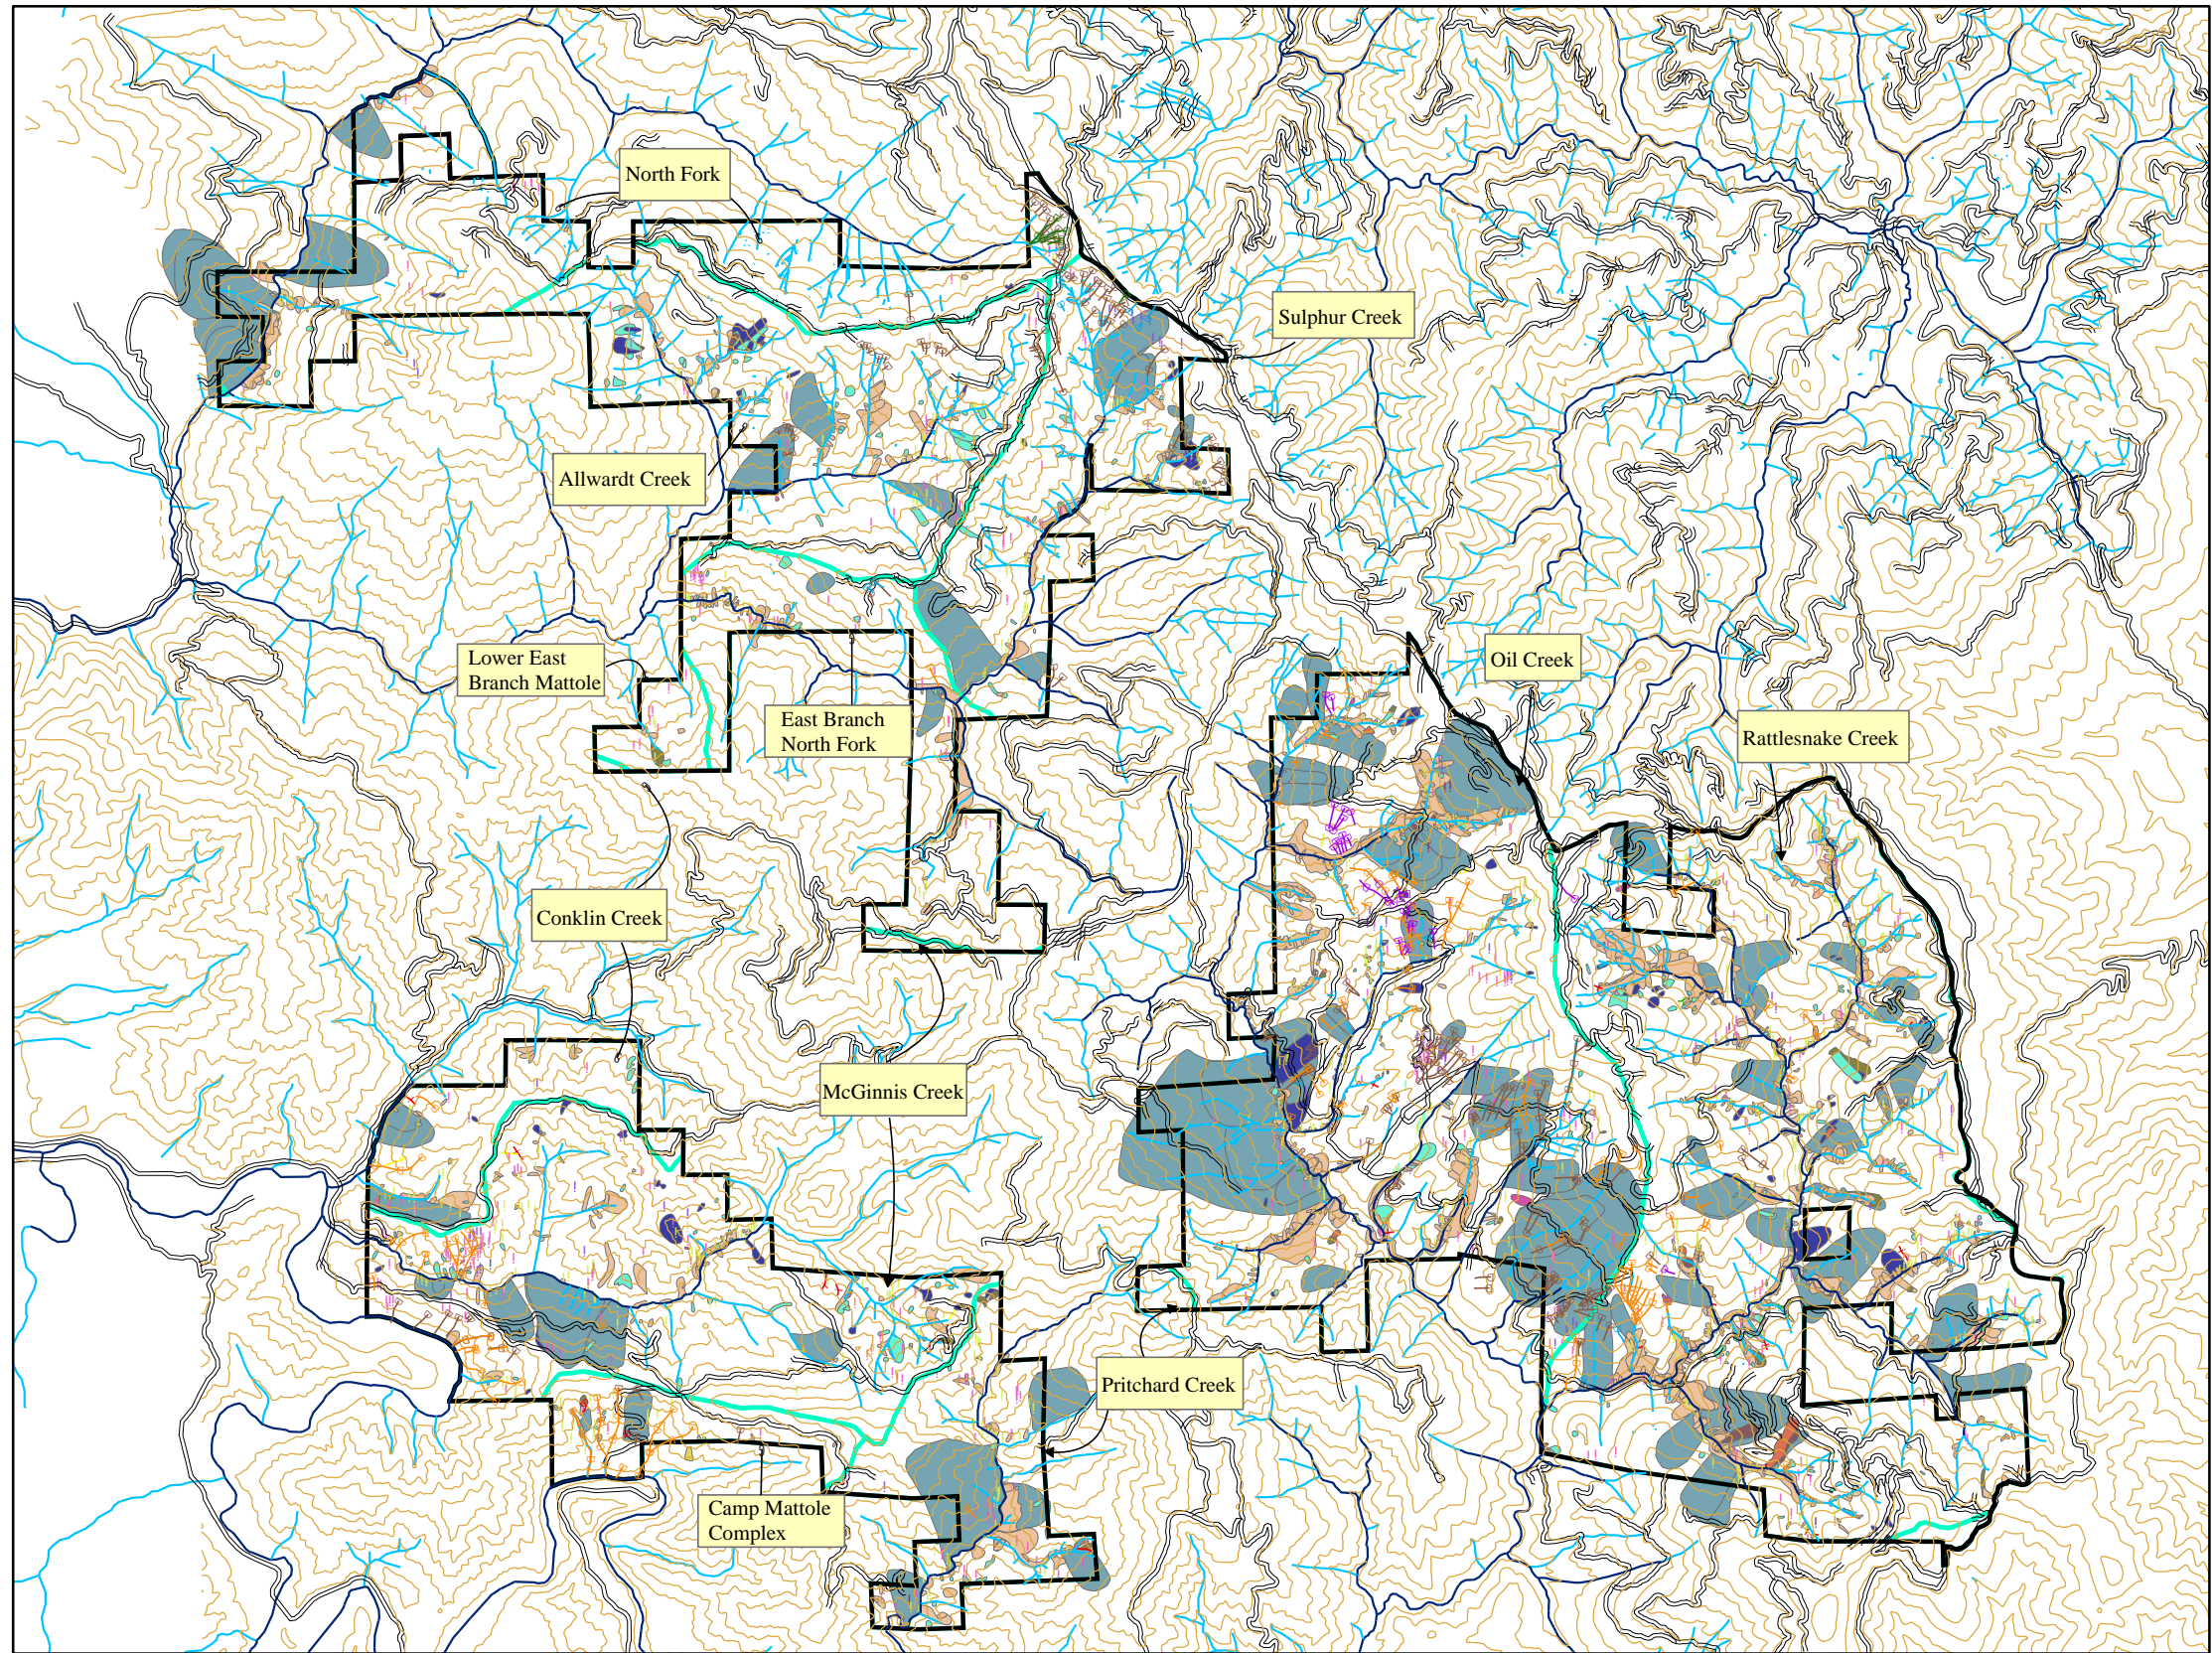 North Fork
Sulphur Creek
Allwardt Creek
Lower East
Branch Mattole
Oil Creek
East Branch
North Fork
Rattlesnake Creek
Conklin Creek
McGinnis Creek
Pritchard Creek
Camp Mattole
Complex